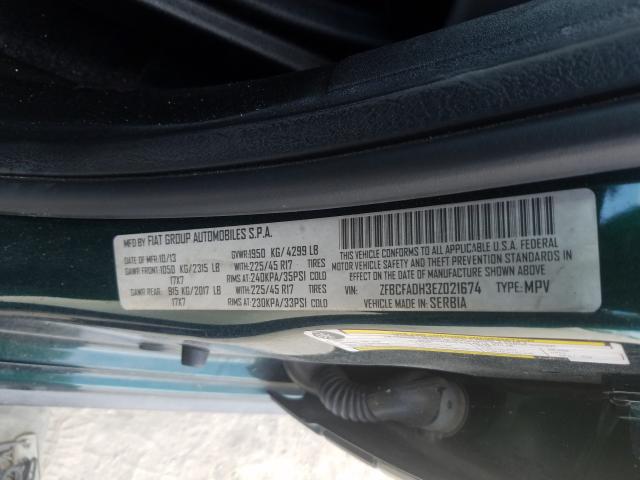 MFD BY FIAT GROUP AUTOMOBILES S.P.A.
DATE OF MFR 10/13 GVWR:1950 KG/ 4299 LB
GAWR FRONT:1050 KG/2315 LB WITH 225/45 R17 TIRES
17X7 RIMS AT:240KPA/35PSI COLD
GAWR REAR: 915 KG/2017 LB WITH 225/45 R17 TIRES
17X7 RIMS AT:230KPA/33PSI COLD
THIS VEHICLE CONFORMS TO ALL APPLICABLE U.S.A. FEDERAL
MOTOR VEHICLE SAFETY, BUMPER AND THEFT PREVENTION STANDARDS IN
EFFECT ON THE DATE OF MANUFACTURE SHOWN ABOVE.
VIN: ZFBCFADH3EZ021674 TYPE: MPV
VEHICLE MADE IN: SERBIA